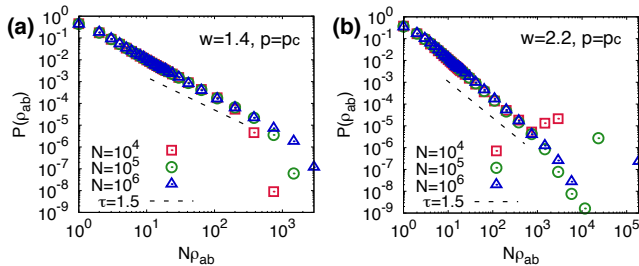 (a)
w=1.4, p=pc
P(ρab)
10^0
10^-1
10^-2
10^-3
10^-4
10^-5
10^-6
10^-7
10^-8
10^-9
N=10^4
N=10^5
N=10^6
τ=1.5
10^0 10^1 10^2 10^3
Nρab
(b)
w=2.2, p=pc
P(ρab)
10^0
10^-1
10^-2
10^-3
10^-4
10^-5
10^-6
10^-7
10^-8
10^-9
N=10^4
N=10^5
N=10^6
τ=1.5
10^0 10^1 10^2 10^3 10^4 10^5
Nρab